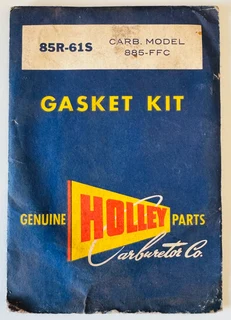 85R-61S CARB. MODEL
885-FFC
GASKET KIT
GENUINE HOLLEY PARTS
Carburetor Co.